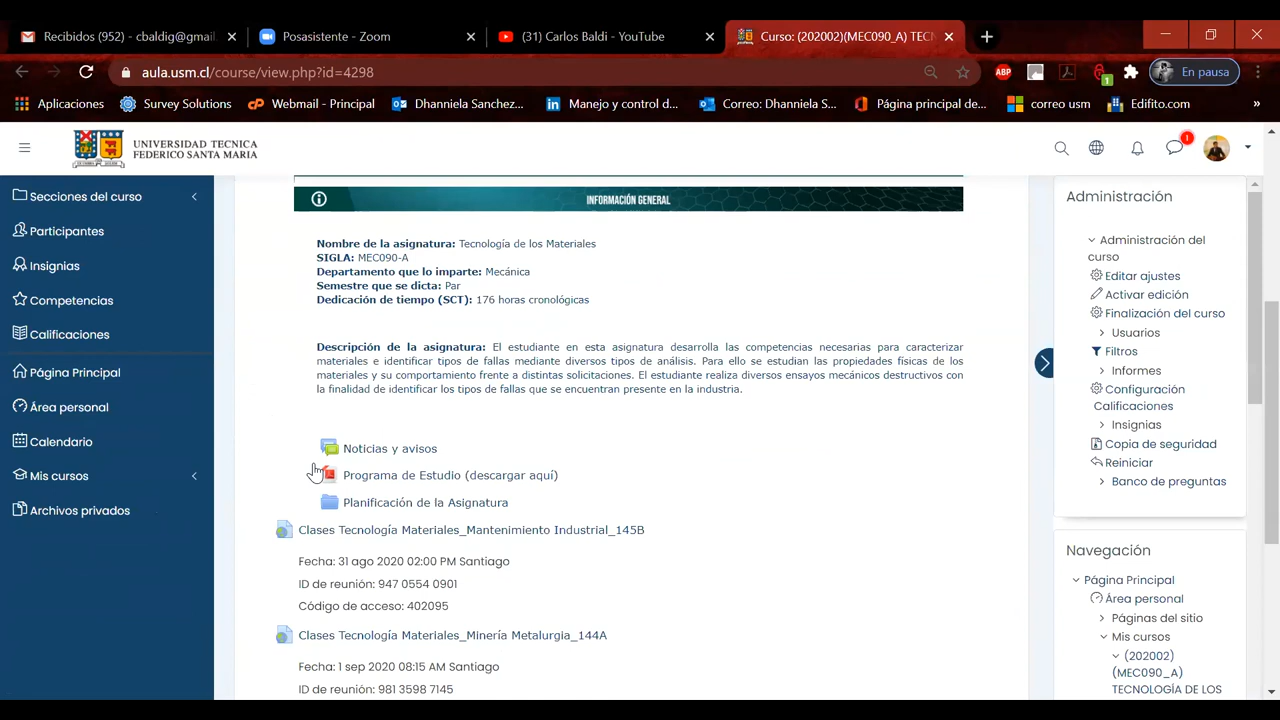 Recibidos (952) - cbaldig@gmail.
Posasistente - Zoom
(31) Carlos Baldi - YouTube
Curso: (202002)(MEC090_A) TECN
aula.usm.cl/course/view.php?id=4298
ABP
1
En pausa
Aplicaciones
Survey Solutions
Webmail - Principal
Dhanniela Sanchez...
Manejo y control d...
Correo: Dhanniela S...
Página principal de...
correo usm
Edifito.com
»
UNIVERSIDAD TECNICA
FEDERICO SANTA MARIA
1
Secciones del curso
Participantes
Insignias
Competencias
Calificaciones
Página Principal
Área personal
Calendario
Mis cursos
Archivos privados
INFORMACIÓN GENERAL
Nombre de la asignatura: Tecnología de los Materiales
SIGLA: MEC090-A
Departamento que lo imparte: Mecánica
Semestre que se dicta: Par
Dedicación de tiempo (SCT): 176 horas cronológicas
Descripción de la asignatura: El estudiante en esta asignatura desarrolla las competencias necesarias para caracterizar
materiales e identificar tipos de fallas mediante diversos tipos de análisis. Para ello se estudian las propiedades físicas de los
materiales y su comportamiento frente a distintas solicitaciones. El estudiante realiza diversos ensayos mecánicos destructivos con
la finalidad de identificar los tipos de fallas que se encuentran presente en la industria.
Noticias y avisos
Programa de Estudio (descargar aquí)
Planificación de la Asignatura
Clases Tecnología Materiales_Mantenimiento Industrial_145B
Fecha: 31 ago 2020 02:00 PM Santiago
ID de reunión: 947 0554 0901
Código de acceso: 402095
Clases Tecnología Materiales_Minería Metalurgia_144A
Fecha: 1 sep 2020 08:15 AM Santiago
ID de reunión: 981 3598 7145
Administración
Administración del
curso
Editar ajustes
Activar edición
Finalización del curso
Usuarios
Filtros
Informes
Configuración
Calificaciones
Insignias
Copia de seguridad
Reiniciar
Banco de preguntas
Navegación
Página Principal
Área personal
Páginas del sitio
Mis cursos
(202002)
(MEC090_A)
TECNOLOGÍA DE LOS